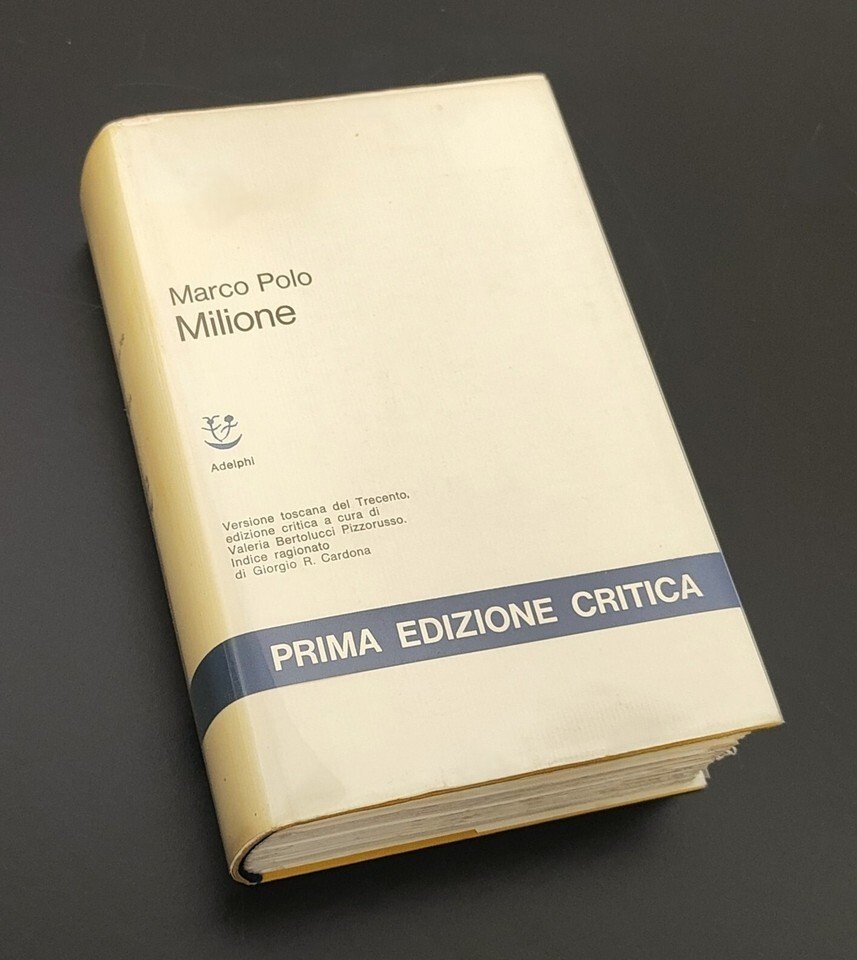 Marco Polo
Milione
Adelphi
Versione toscana del Trecento,
edizione critica a cura di
Valeria Bertolucci Pizzorusso.
Indice ragionato
di Giorgio R. Cardona
PRIMA EDIZIONE CRITICA